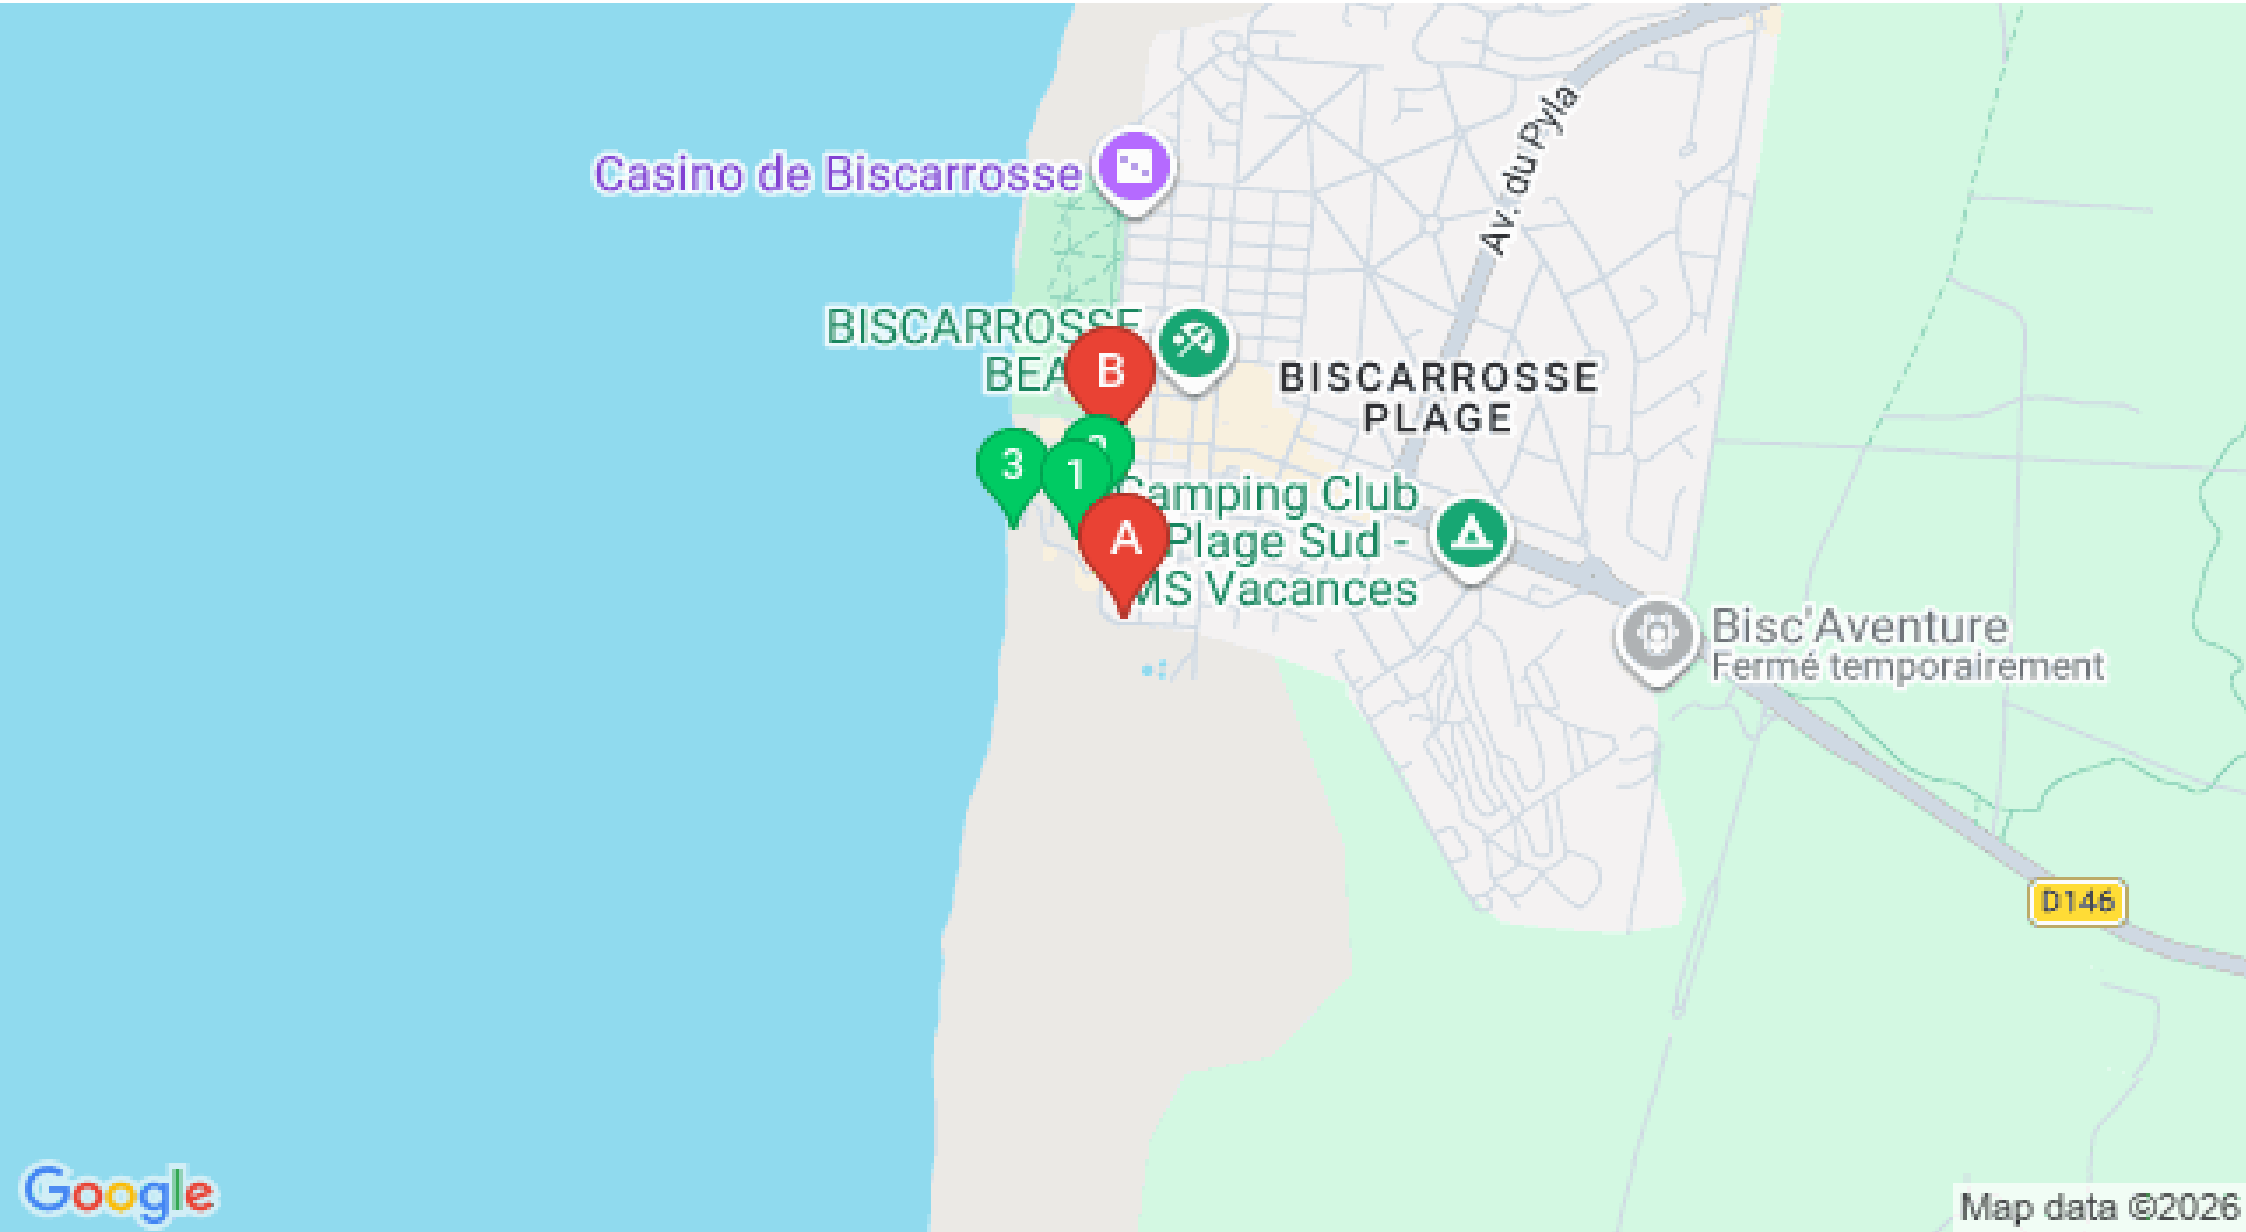 Av. du Pyla
Casino de Biscarrosse
BISCARROSSE
B
BISCARROSSE
PLAGE
3
1
Camping Club
Plage Sud -
MS Vacances
A
Bisc'Aventure
Fermé temporairement
D146
Google
Map data ©2026